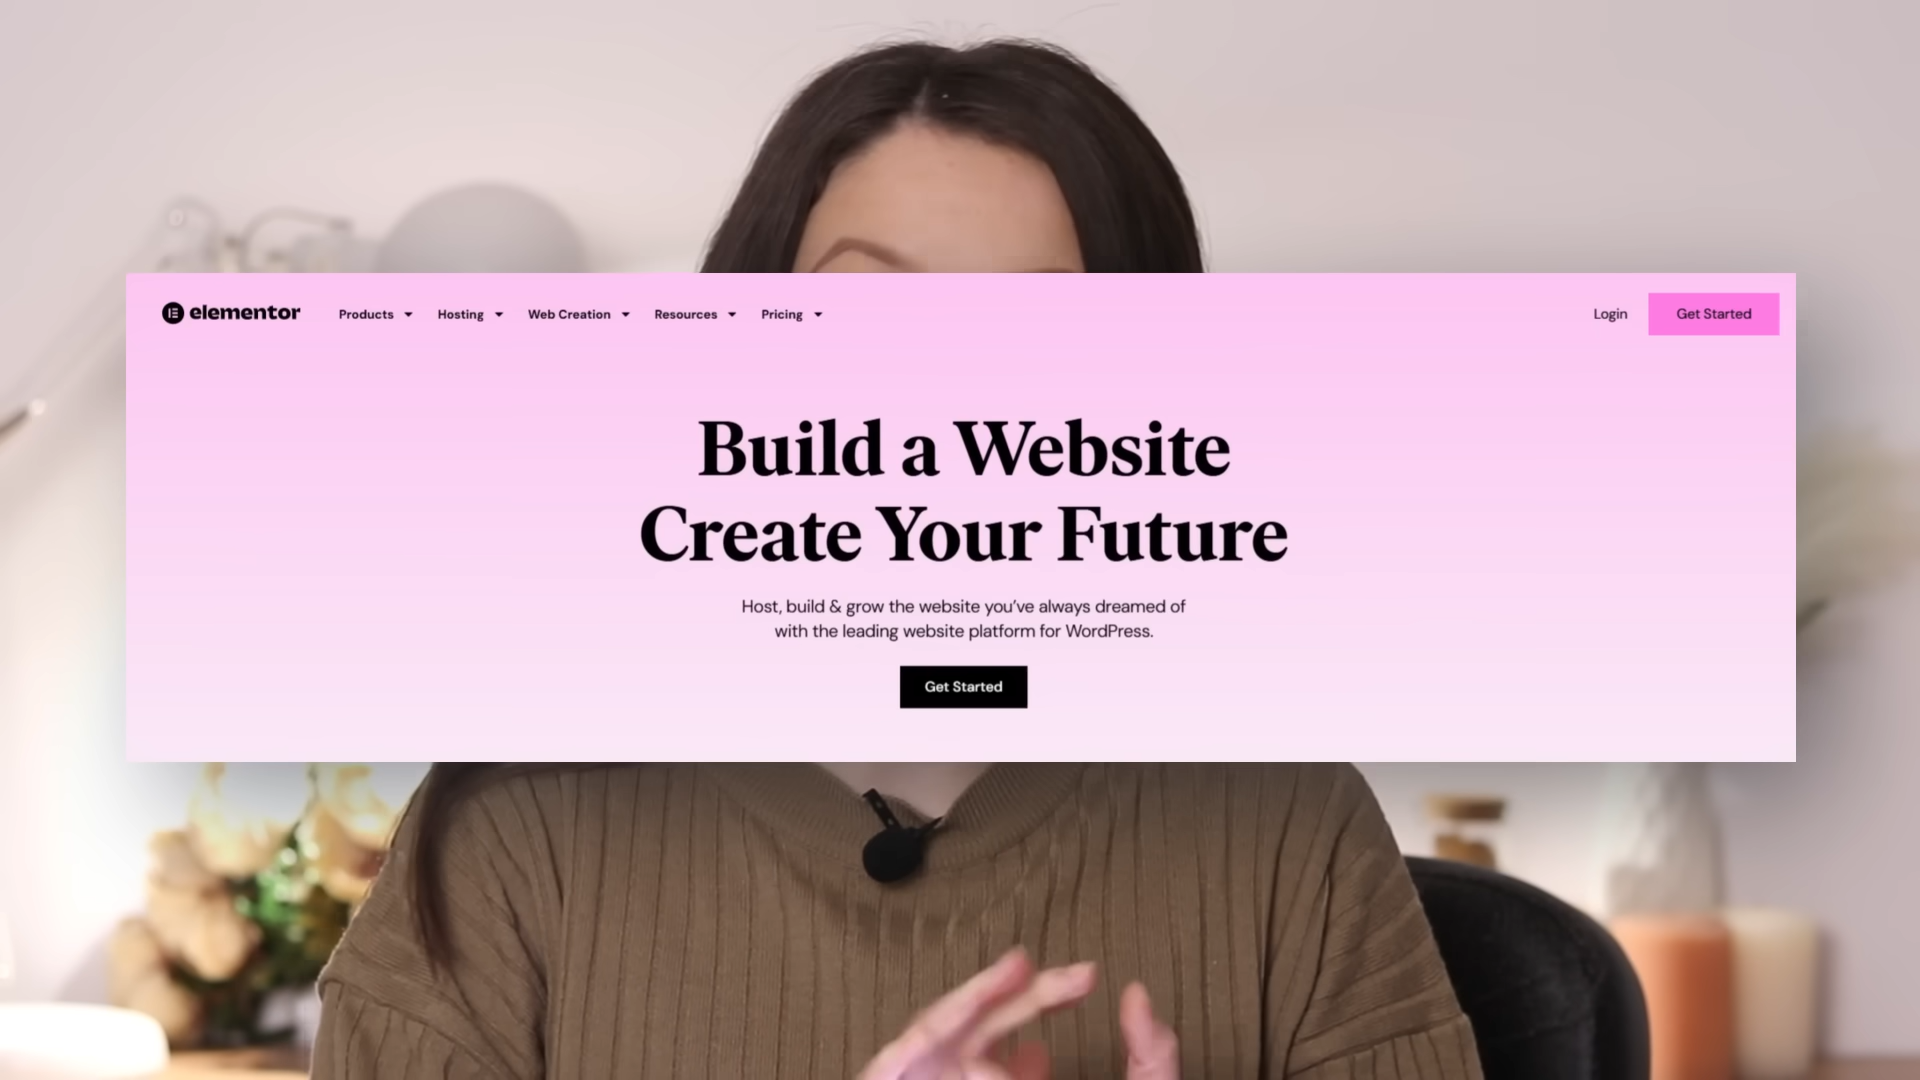 elementor
Products
Hosting
Web Creation
Resources
Pricing
Login
Get Started
Build a Website
Create Your Future
Host, build & grow the website you’ve always dreamed of
with the leading website platform for WordPress.
Get Started